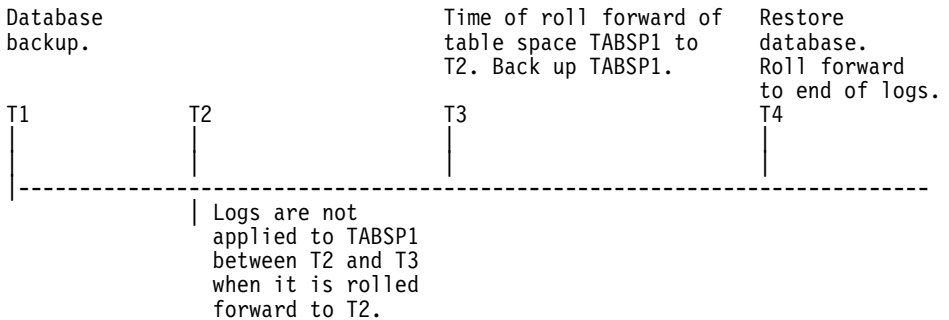 Database
backup.
Time of roll forward of
table space TABSP1 to
T2. Back up TABSP1.
Restore
database.
Roll forward
to end of logs.
T1
T2
T3
T4
Logs are not
applied to TABSP1
between T2 and T3
when it is rolled
forward to T2.